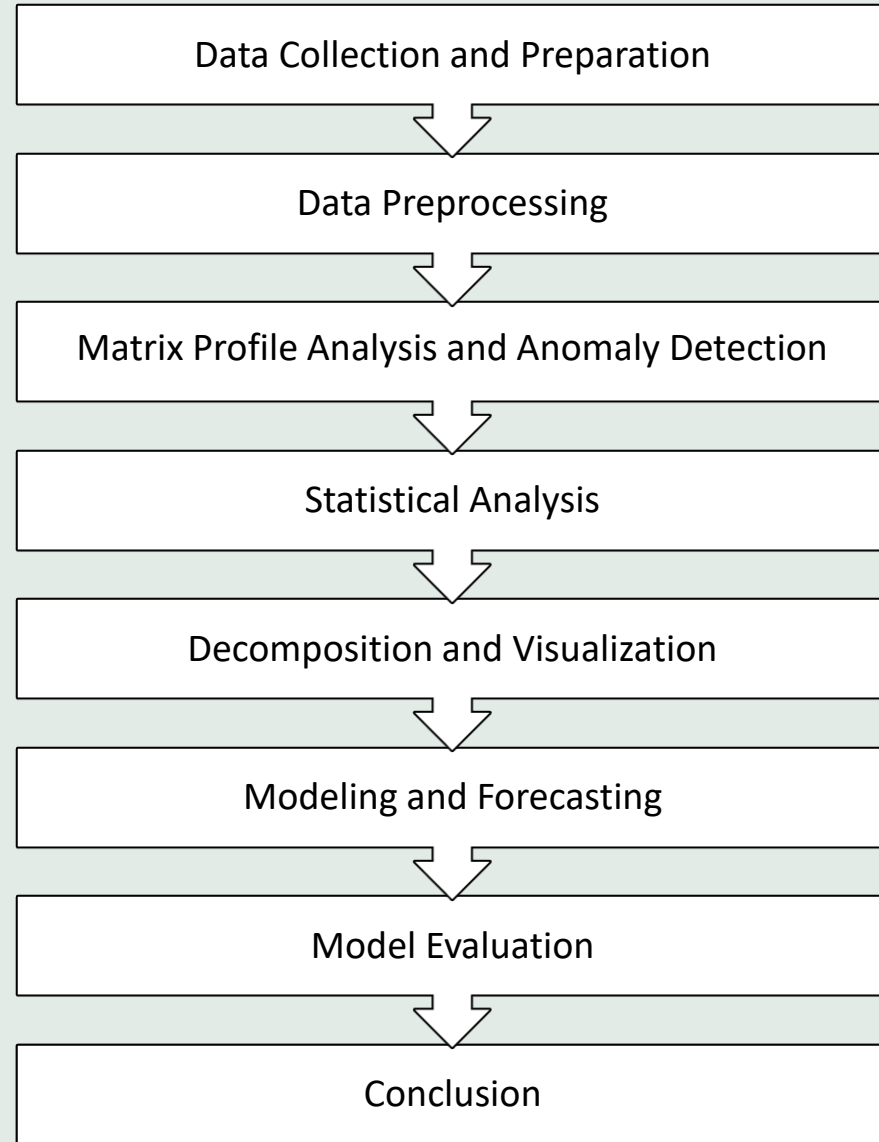 Data Collection and Preparation
Data Preprocessing
Matrix Profile Analysis and Anomaly Detection
Statistical Analysis
Decomposition and Visualization
Modeling and Forecasting
Model Evaluation
Conclusion